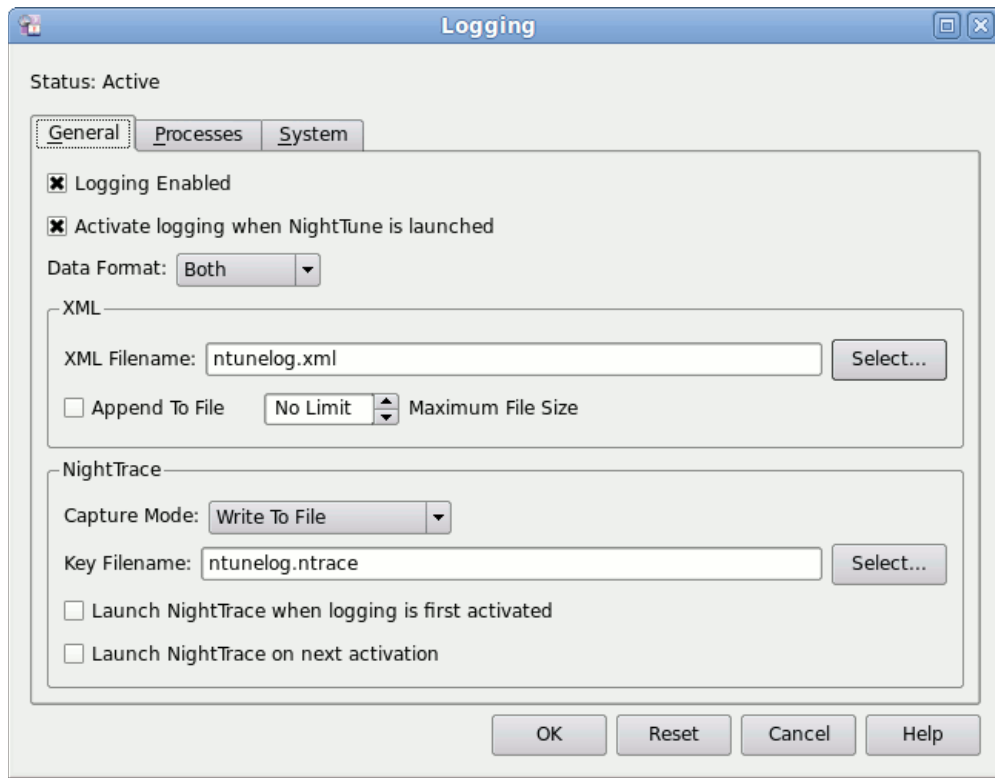 Logging
Status: Active
General Processes System
Logging Enabled
Activate logging when NightTune is launched
Data Format: Both
XML
XML Filename: ntunelog.xml Select...
Append To File No Limit Maximum File Size
NightTrace
Capture Mode: Write To File
Key Filename: ntunelog.ntrace Select...
Launch NightTrace when logging is first activated
Launch NightTrace on next activation
OK Reset Cancel Help